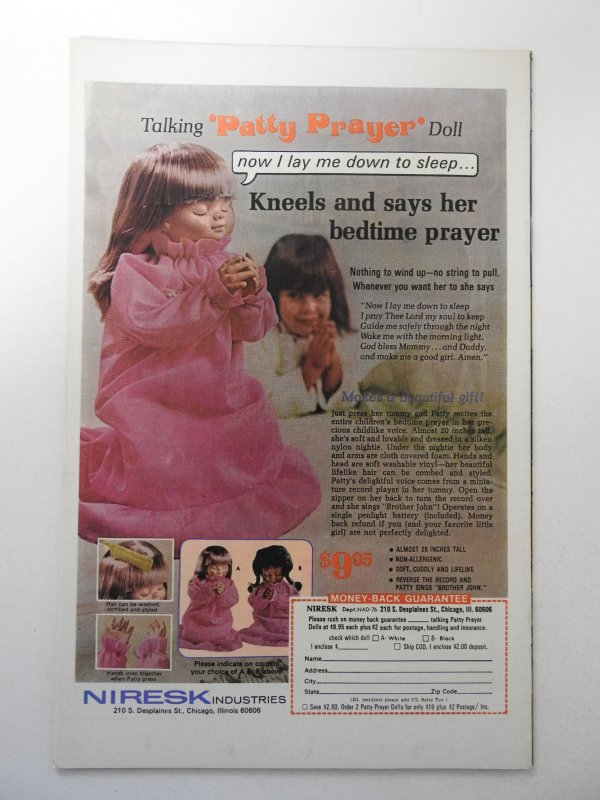 Talking "Patty Prayer" Doll
now I lay me down to sleep...
Kneels and says her
bedtime prayer
Nothing to wind up—no string to pull.
Whenever you want her to she says
"Now I lay me down to sleep
I pray Thee Lord my soul to keep
Guide me safely through the night
Wake me with the morning light.
God bless Mommy...and Daddy,
and make me a good girl. Amen."
Makes a beautiful gift!
Just press her tummy and Patty recites the
entire children's bedtime prayer in her pre-
cious childlike voice. Almost 20 inches tall,
she's soft and lovable and dressed in a silken
nylon nightie. Under the nightie her body
and arms are cloth covered foam. Hands and
head are soft washable vinyl—her beautiful
lifelike hair can be combed and styled.
Patty's delightful voice comes from a minia-
ture record player in her tummy. Open the
zipper on her back to turn the record over
and she sings "Brother John"! Operates on a
single penlight battery (included). Money
back refund if you (and your favorite little
girl) are not perfectly delighted.
$9.95
• ALMOST 20 INCHES TALL
• NON-ALLERGENIC
• SOFT, CUDDLY AND LIFELIKE
• REVERSE THE RECORD AND
PATTY SINGS "BROTHER JOHN."
Hair can be washed,
combed and styled
Hands snap together
when Patty prays
A
B
Please indicate on coupon
your choice of A or B above
MONEY-BACK GUARANTEE
NIRESK Dept.NAD-76 210 S. Desplaines St., Chicago, Ill. 60606
Please rush on money back guarantee ______ talking Patty Prayer
Dolls at $9.95 each plus $2 each for postage, handling and insurance.
check which doll □ A- White □ B- Black
I enclose $______ □ Ship COD, I enclose $2.00 deposit.
Name
Address
City
State Zip Code
(Ill. residents please add 5% Sales Tax)
□ Save $2.90. Order 2 Patty Prayer Dolls for only $19 plus $2 Postage/ Ins.
NIRESK INDUSTRIES
210 S. Desplaines St., Chicago, Illinois 60606